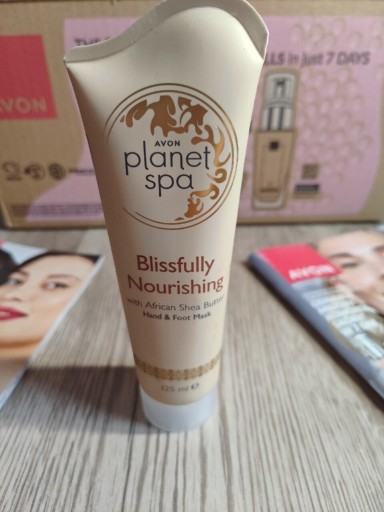 AVON
planet
spa
Blissfully
Nourishing
with African Shea Butter
Hand & Foot Mask
125 ml e
AVON
in just 7 DAYS
AVON